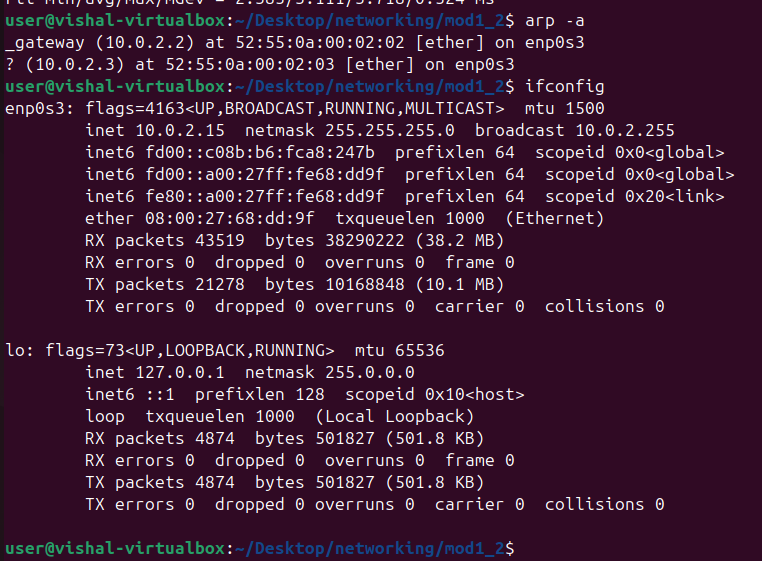 user@vishal-virtualbox:~/Desktop/networking/mod1_2$ arp -a
_gateway (10.0.2.2) at 52:55:0a:00:02:02 [ether] on enp0s3
? (10.0.2.3) at 52:55:0a:00:02:03 [ether] on enp0s3
user@vishal-virtualbox:~/Desktop/networking/mod1_2$ ifconfig
enp0s3: flags=4163<UP,BROADCAST,RUNNING,MULTICAST>  mtu 1500
        inet 10.0.2.15  netmask 255.255.255.0  broadcast 10.0.2.255
        inet6 fd00::c08b:b6:fca8:247b  prefixlen 64  scopeid 0x0<global>
        inet6 fd00::a00:27ff:fe68:dd9f  prefixlen 64  scopeid 0x0<global>
        inet6 fe80::a00:27ff:fe68:dd9f  prefixlen 64  scopeid 0x20<link>
        ether 08:00:27:68:dd:9f  txqueuelen 1000  (Ethernet)
        RX packets 43519  bytes 38290222 (38.2 MB)
        RX errors 0  dropped 0  overruns 0  frame 0
        TX packets 21278  bytes 10168848 (10.1 MB)
        TX errors 0  dropped 0 overruns 0  carrier 0  collisions 0

lo: flags=73<UP,LOOPBACK,RUNNING>  mtu 65536
        inet 127.0.0.1  netmask 255.0.0.0
        inet6 ::1  prefixlen 128  scopeid 0x10<host>
        loop  txqueuelen 1000  (Local Loopback)
        RX packets 4874  bytes 501827 (501.8 KB)
        RX errors 0  dropped 0  overruns 0  frame 0
        TX packets 4874  bytes 501827 (501.8 KB)
        TX errors 0  dropped 0 overruns 0  carrier 0  collisions 0

user@vishal-virtualbox:~/Desktop/networking/mod1_2$